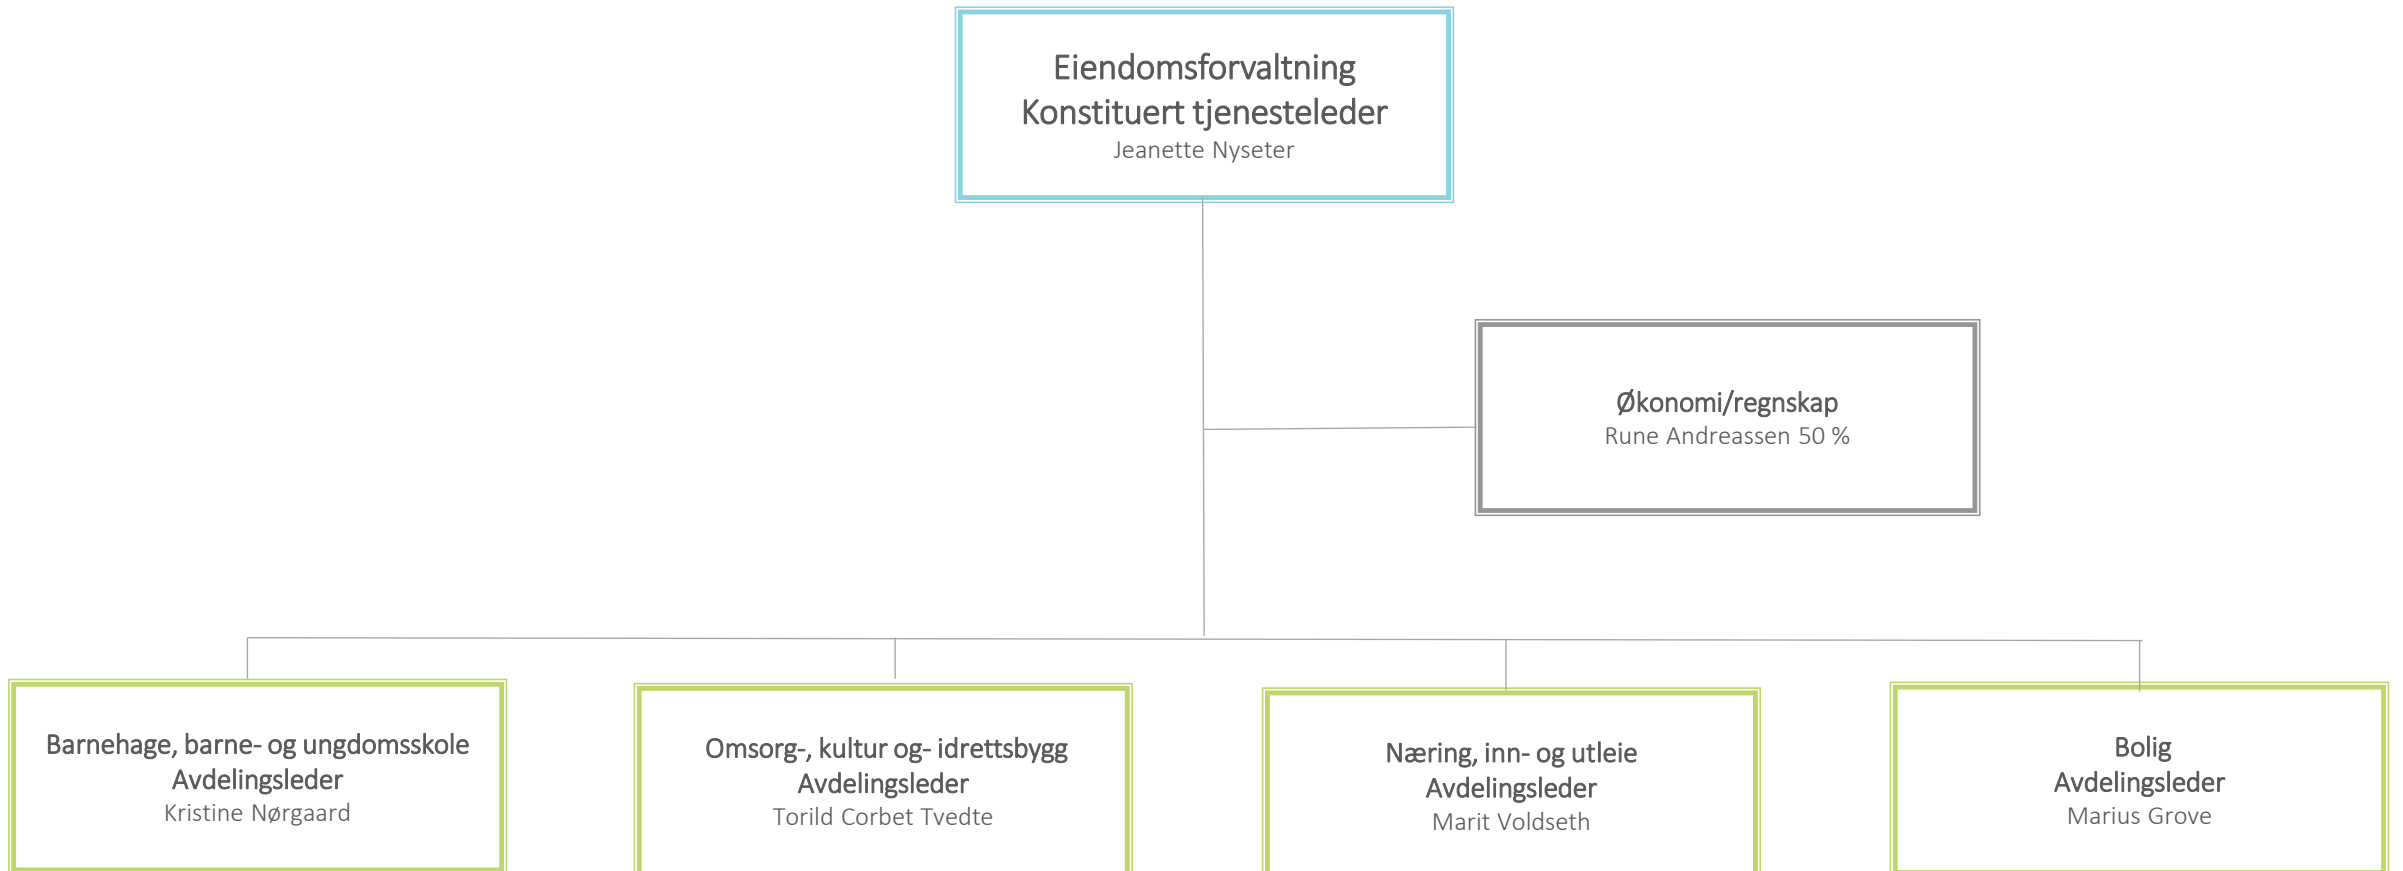 Eiendomsforvaltning
Konstituert tjenesteleder
Jeanette Nyseter
Økonomi/regnskap
Rune Andreassen 50 %
Barnehage, barne- og ungdomsskole
Avdelingsleder
Kristine Nørgaard
Omsorg-, kultur og- idrettsbygg
Avdelingsleder
Torild Corbet Tvedte
Næring, inn- og utleie
Avdelingsleder
Marit Voldseth
Bolig
Avdelingsleder
Marius Grove